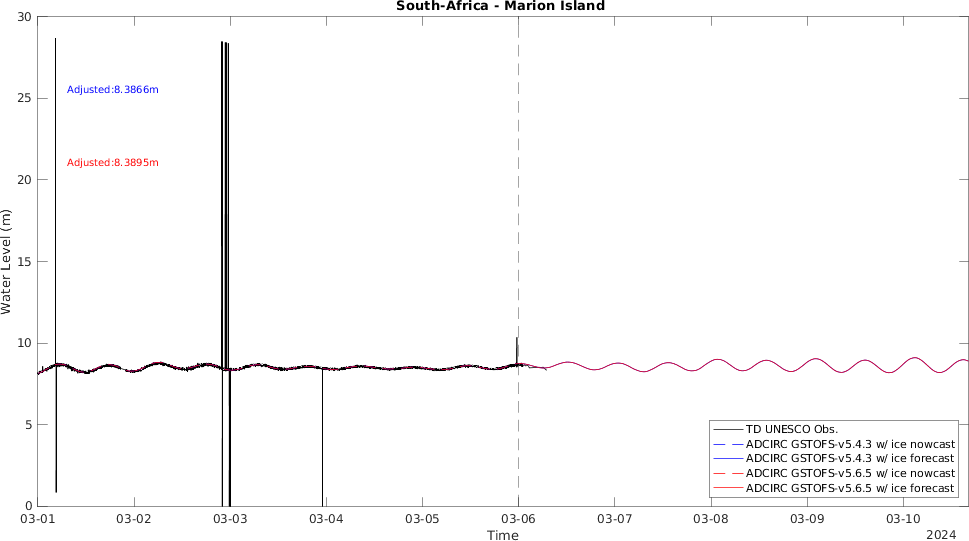 South-Africa - Marion Island
Water Level (m)
30
25
20
15
10
5
0
Adjusted:8.3866m
Adjusted:8.3895m
TD UNESCO Obs.
ADCIRC GSTOFS-v5.4.3 w/ ice nowcast
ADCIRC GSTOFS-v5.4.3 w/ ice forecast
ADCIRC GSTOFS-v5.6.5 w/ ice nowcast
ADCIRC GSTOFS-v5.6.5 w/ ice forecast
03-01 03-02 03-03 03-04 03-05 03-06 03-07 03-08 03-09 03-10
Time
2024